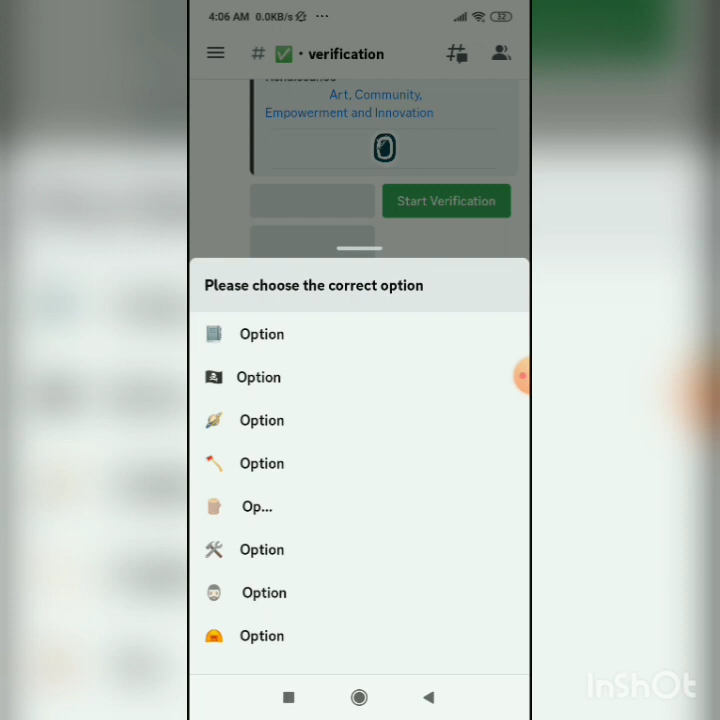 4:06 AM 0.0KB/s ··· 32
# ✅ · verification
Art, Community,
Empowerment and Innovation
Start Verification
Please choose the correct option
Option
Option
Option
Option
Op...
Option
Option
Option
InShOt